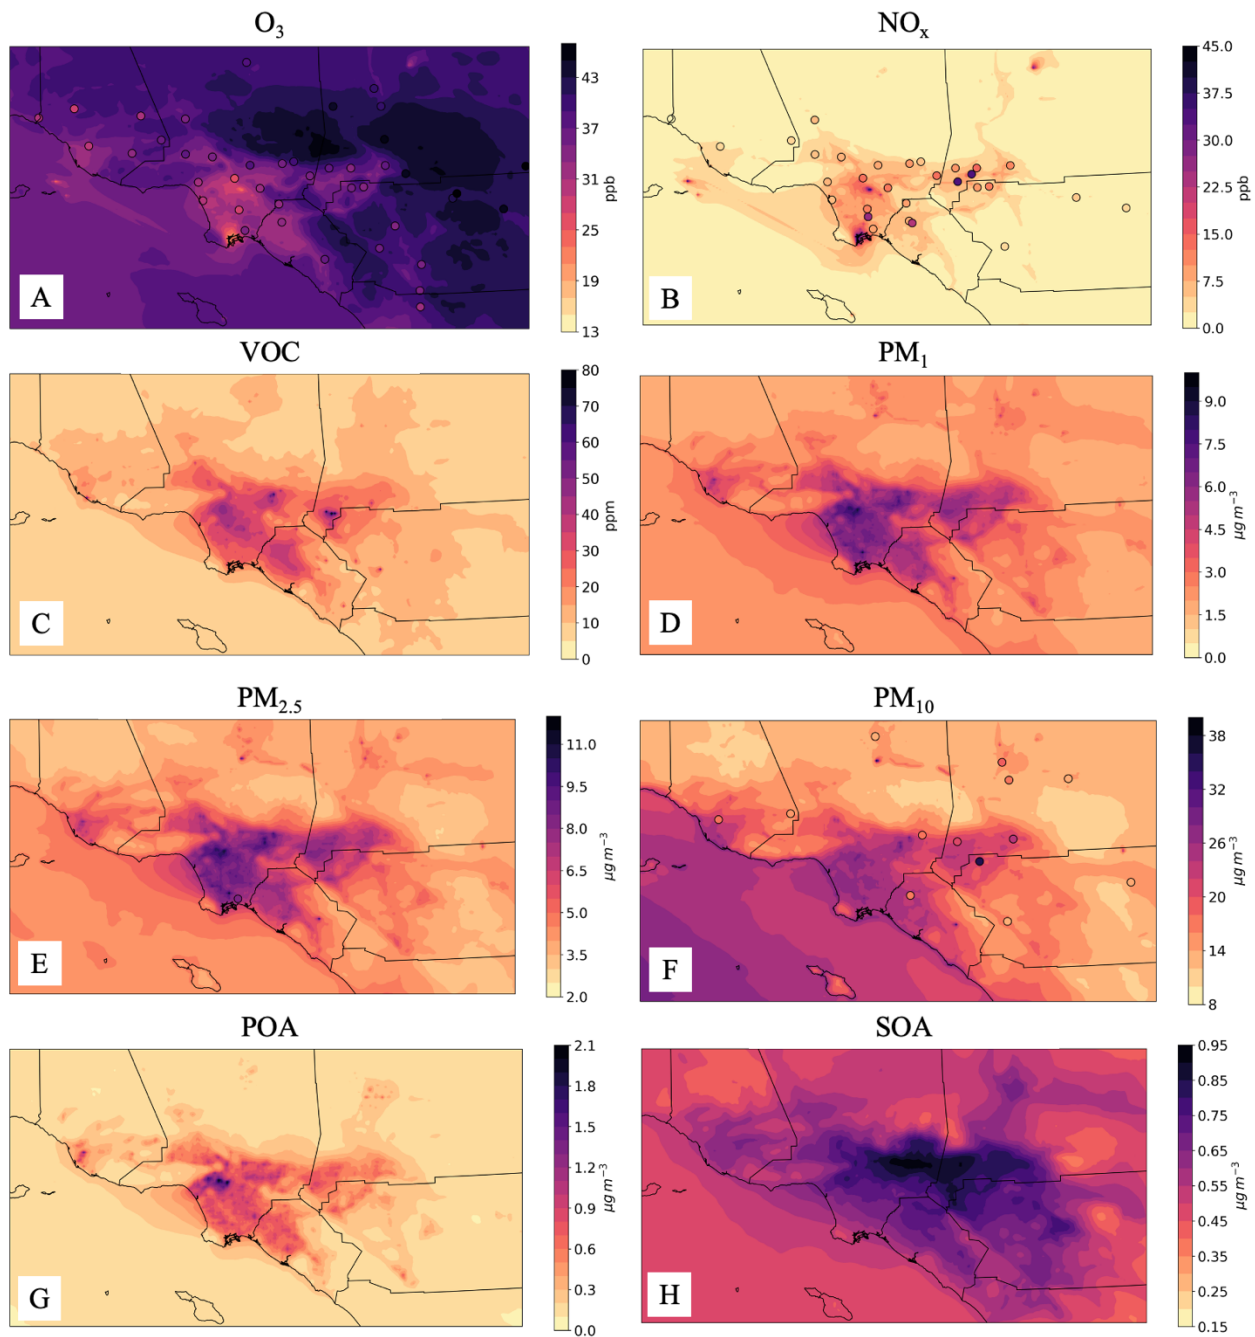 O₃
NOₓ
43
37
31
25
19
13
ppb
A
45.0
37.5
30.0
22.5
15.0
7.5
0.0
ppb
B
VOC
PM₁
80
70
60
50
40
30
20
10
0
ppm
C
9.0
7.5
6.0
4.5
3.0
1.5
0.0
μg m⁻³
D
PM₂.₅
PM₁₀
11.0
9.5
8.0
6.5
5.0
3.5
2.0
μg m⁻³
E
38
32
26
20
14
8
μg m⁻³
F
POA
SOA
2.1
1.8
1.5
1.2
0.9
0.6
0.3
0.0
μg m⁻³
G
0.95
0.85
0.75
0.65
0.55
0.45
0.35
0.25
0.15
μg m⁻³
H